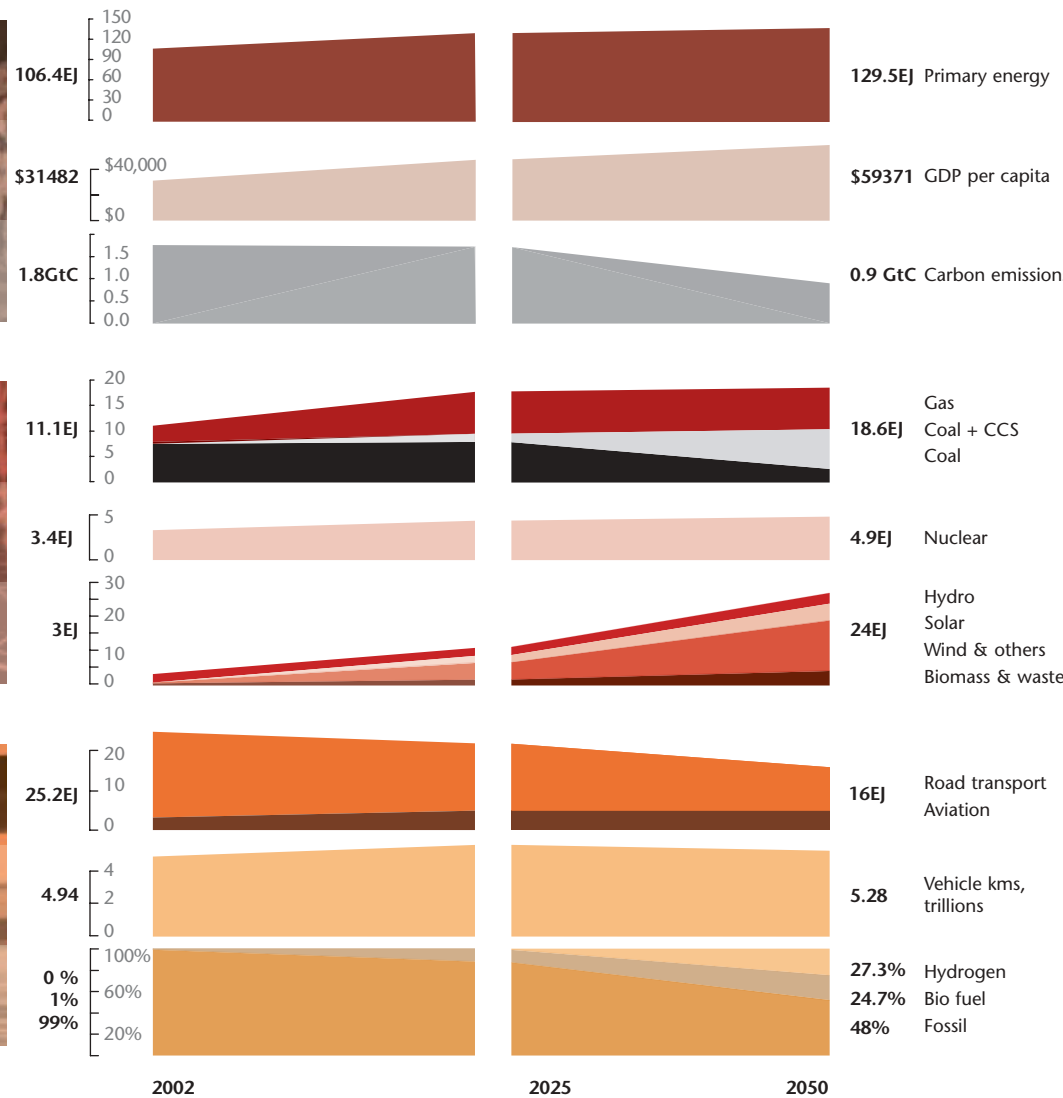 150
120
90
60
30
0
106.4EJ
129.5EJ Primary energy
$40,000
$0
$31482
$59371 GDP per capita
1.5
1.0
0.5
0.0
1.8GtC
0.9 GtC Carbon emission
20
15
10
5
0
11.1EJ
18.6EJ
Gas
Coal + CCS
Coal
5
0
3.4EJ
4.9EJ Nuclear
30
20
10
0
3EJ
24EJ
Hydro
Solar
Wind & others
Biomass & waste
20
10
0
25.2EJ
16EJ
Road transport
Aviation
4
2
0
4.94
5.28
Vehicle kms,
trillions
100%
60%
20%
0 %
1%
99%
27.3% Hydrogen
24.7% Bio fuel
48% Fossil
2002 2025 2050